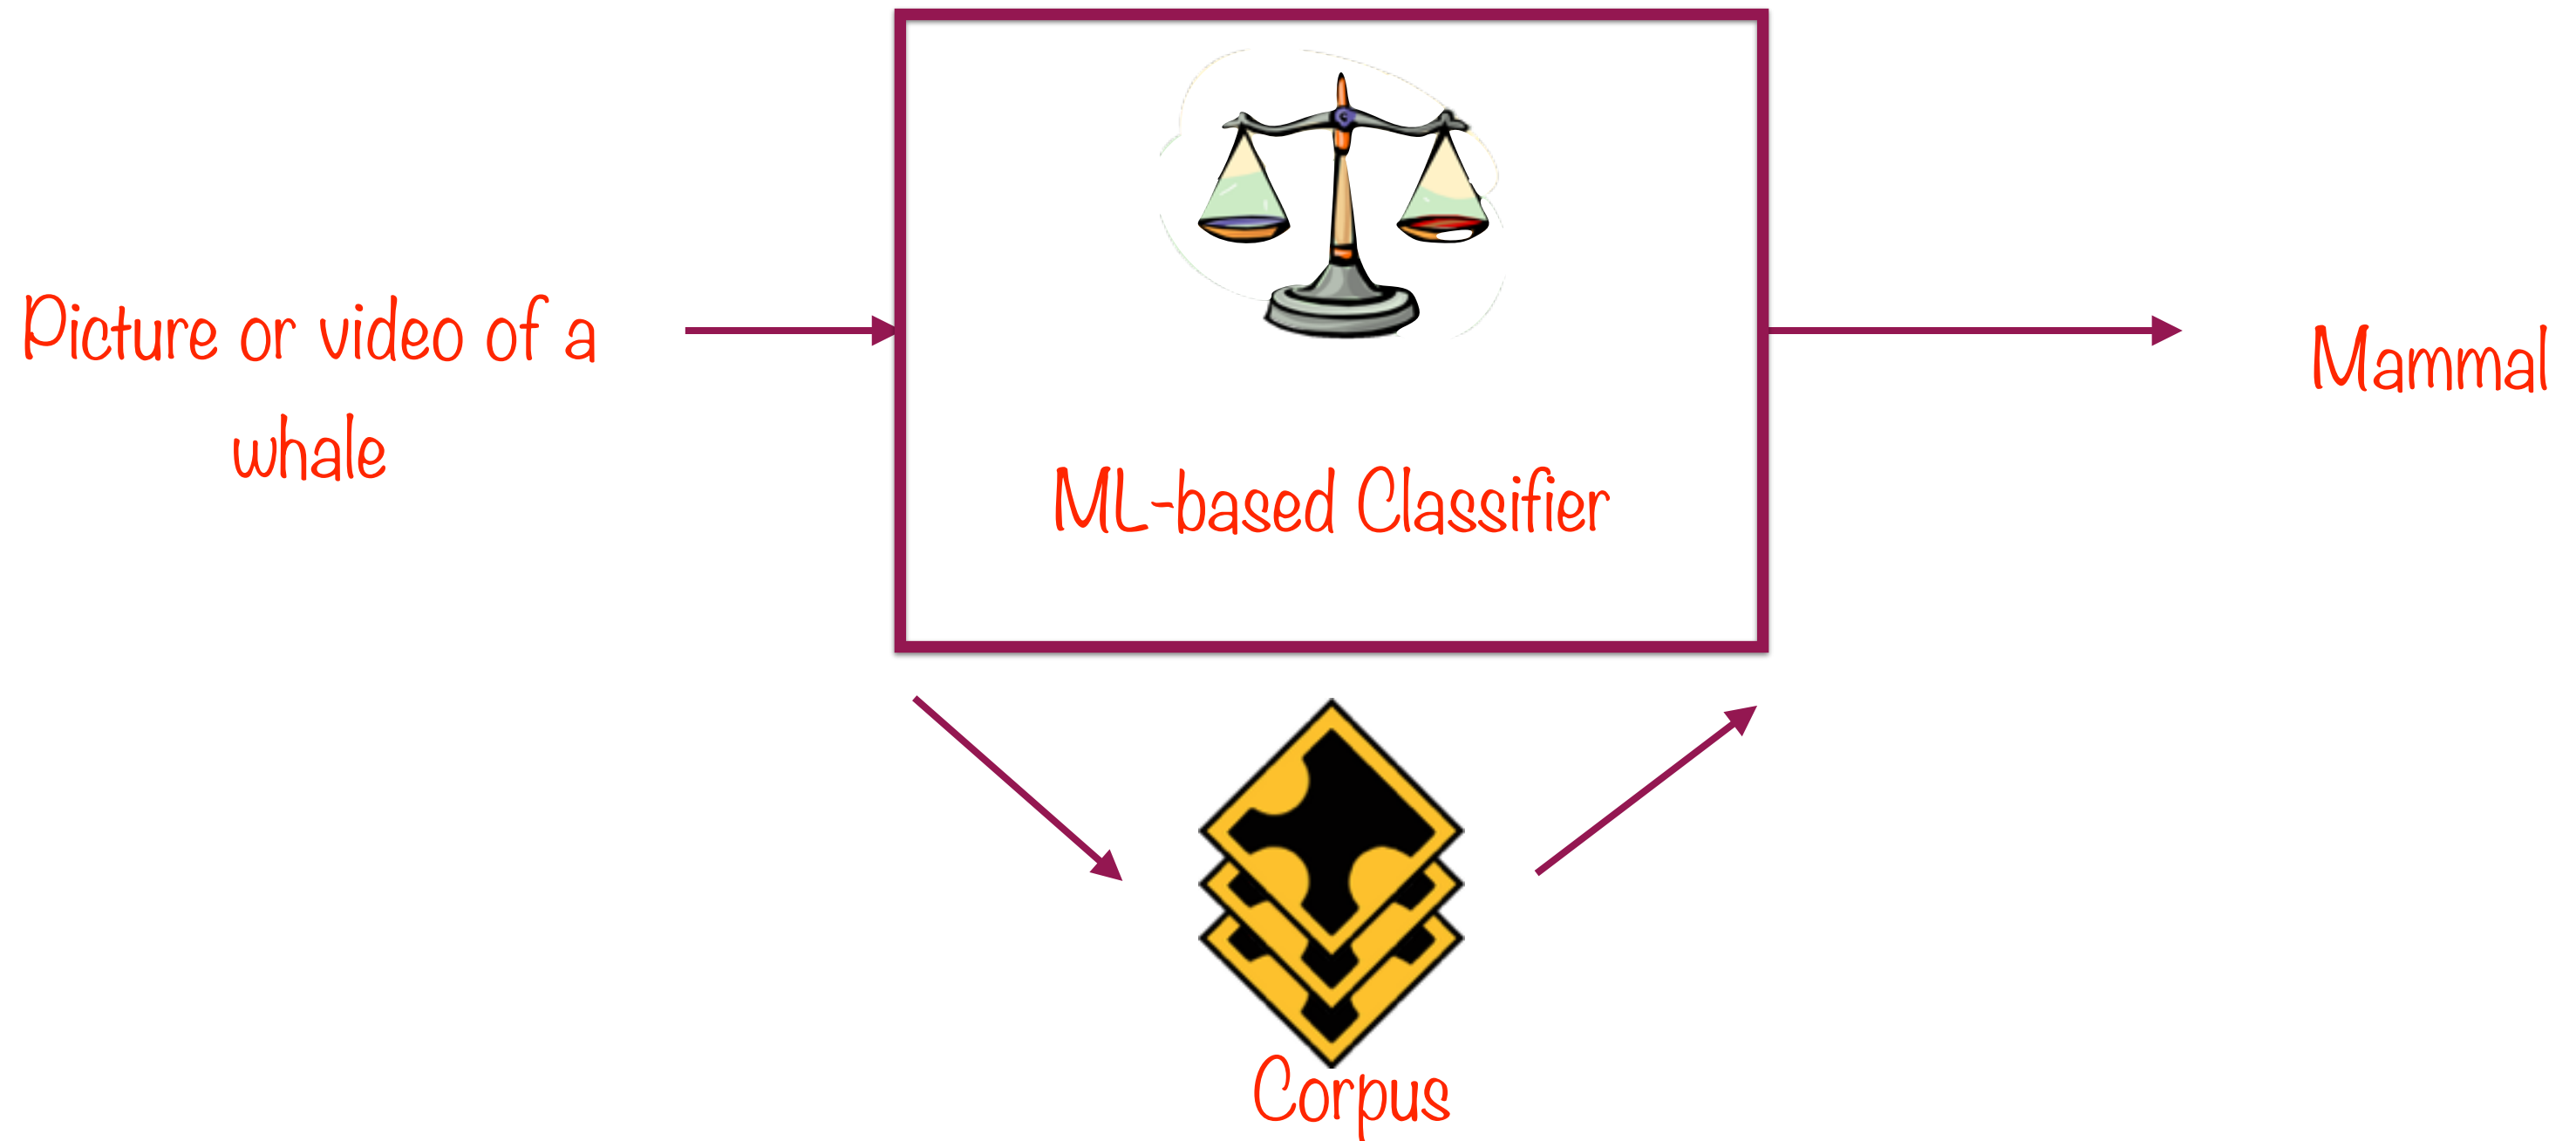 Picture or video of a
whale
ML-based Classifier
Mammal
Corpus